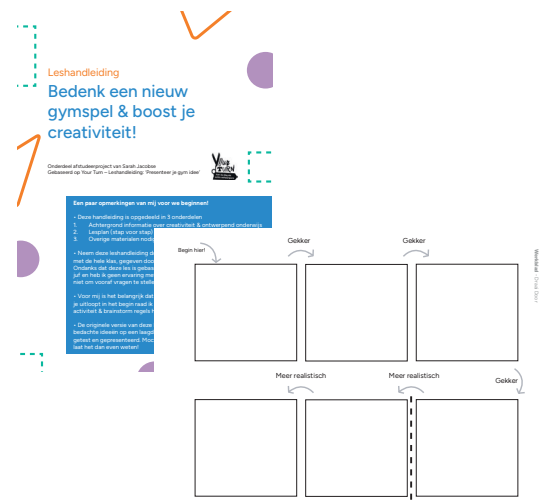 Leshandleiding
Bedenk een nieuw
gymspel & boost je
creativiteit!
Onderdeel afstudeerproject van Sarah Jacobse
Gebaseerd op Your Turn – Leshandleiding: 'Presenteer je gym idee'
YOUR
TURN
Een paar opmerkingen van mij voor we beginnen!
• Deze handleiding is opgedeeld in 3 onderdelen
1. Achtergrond informatie over creativiteit & ontwerpend onderwijs
2. Lesplan (stap voor stap)
3. Overige materialen nodig
• Neem deze leshandleiding
met de hele klas, gegeven
Ondanks dat deze les is
juf en heb ik geen ervaring
niet om vooraf vragen te
• Voor mij is het belangrijk dat
je uitloopt in het begin raad ik
activiteit & brainstorm regels
• De originele versie van deze
bedachte ideeën op een
getest en gepresenteerd.
laat het dan even weten!
Begin hier!
Gekker
Gekker
Werkblad - Draai Door
Meer realistisch
Meer realistisch
Gekker